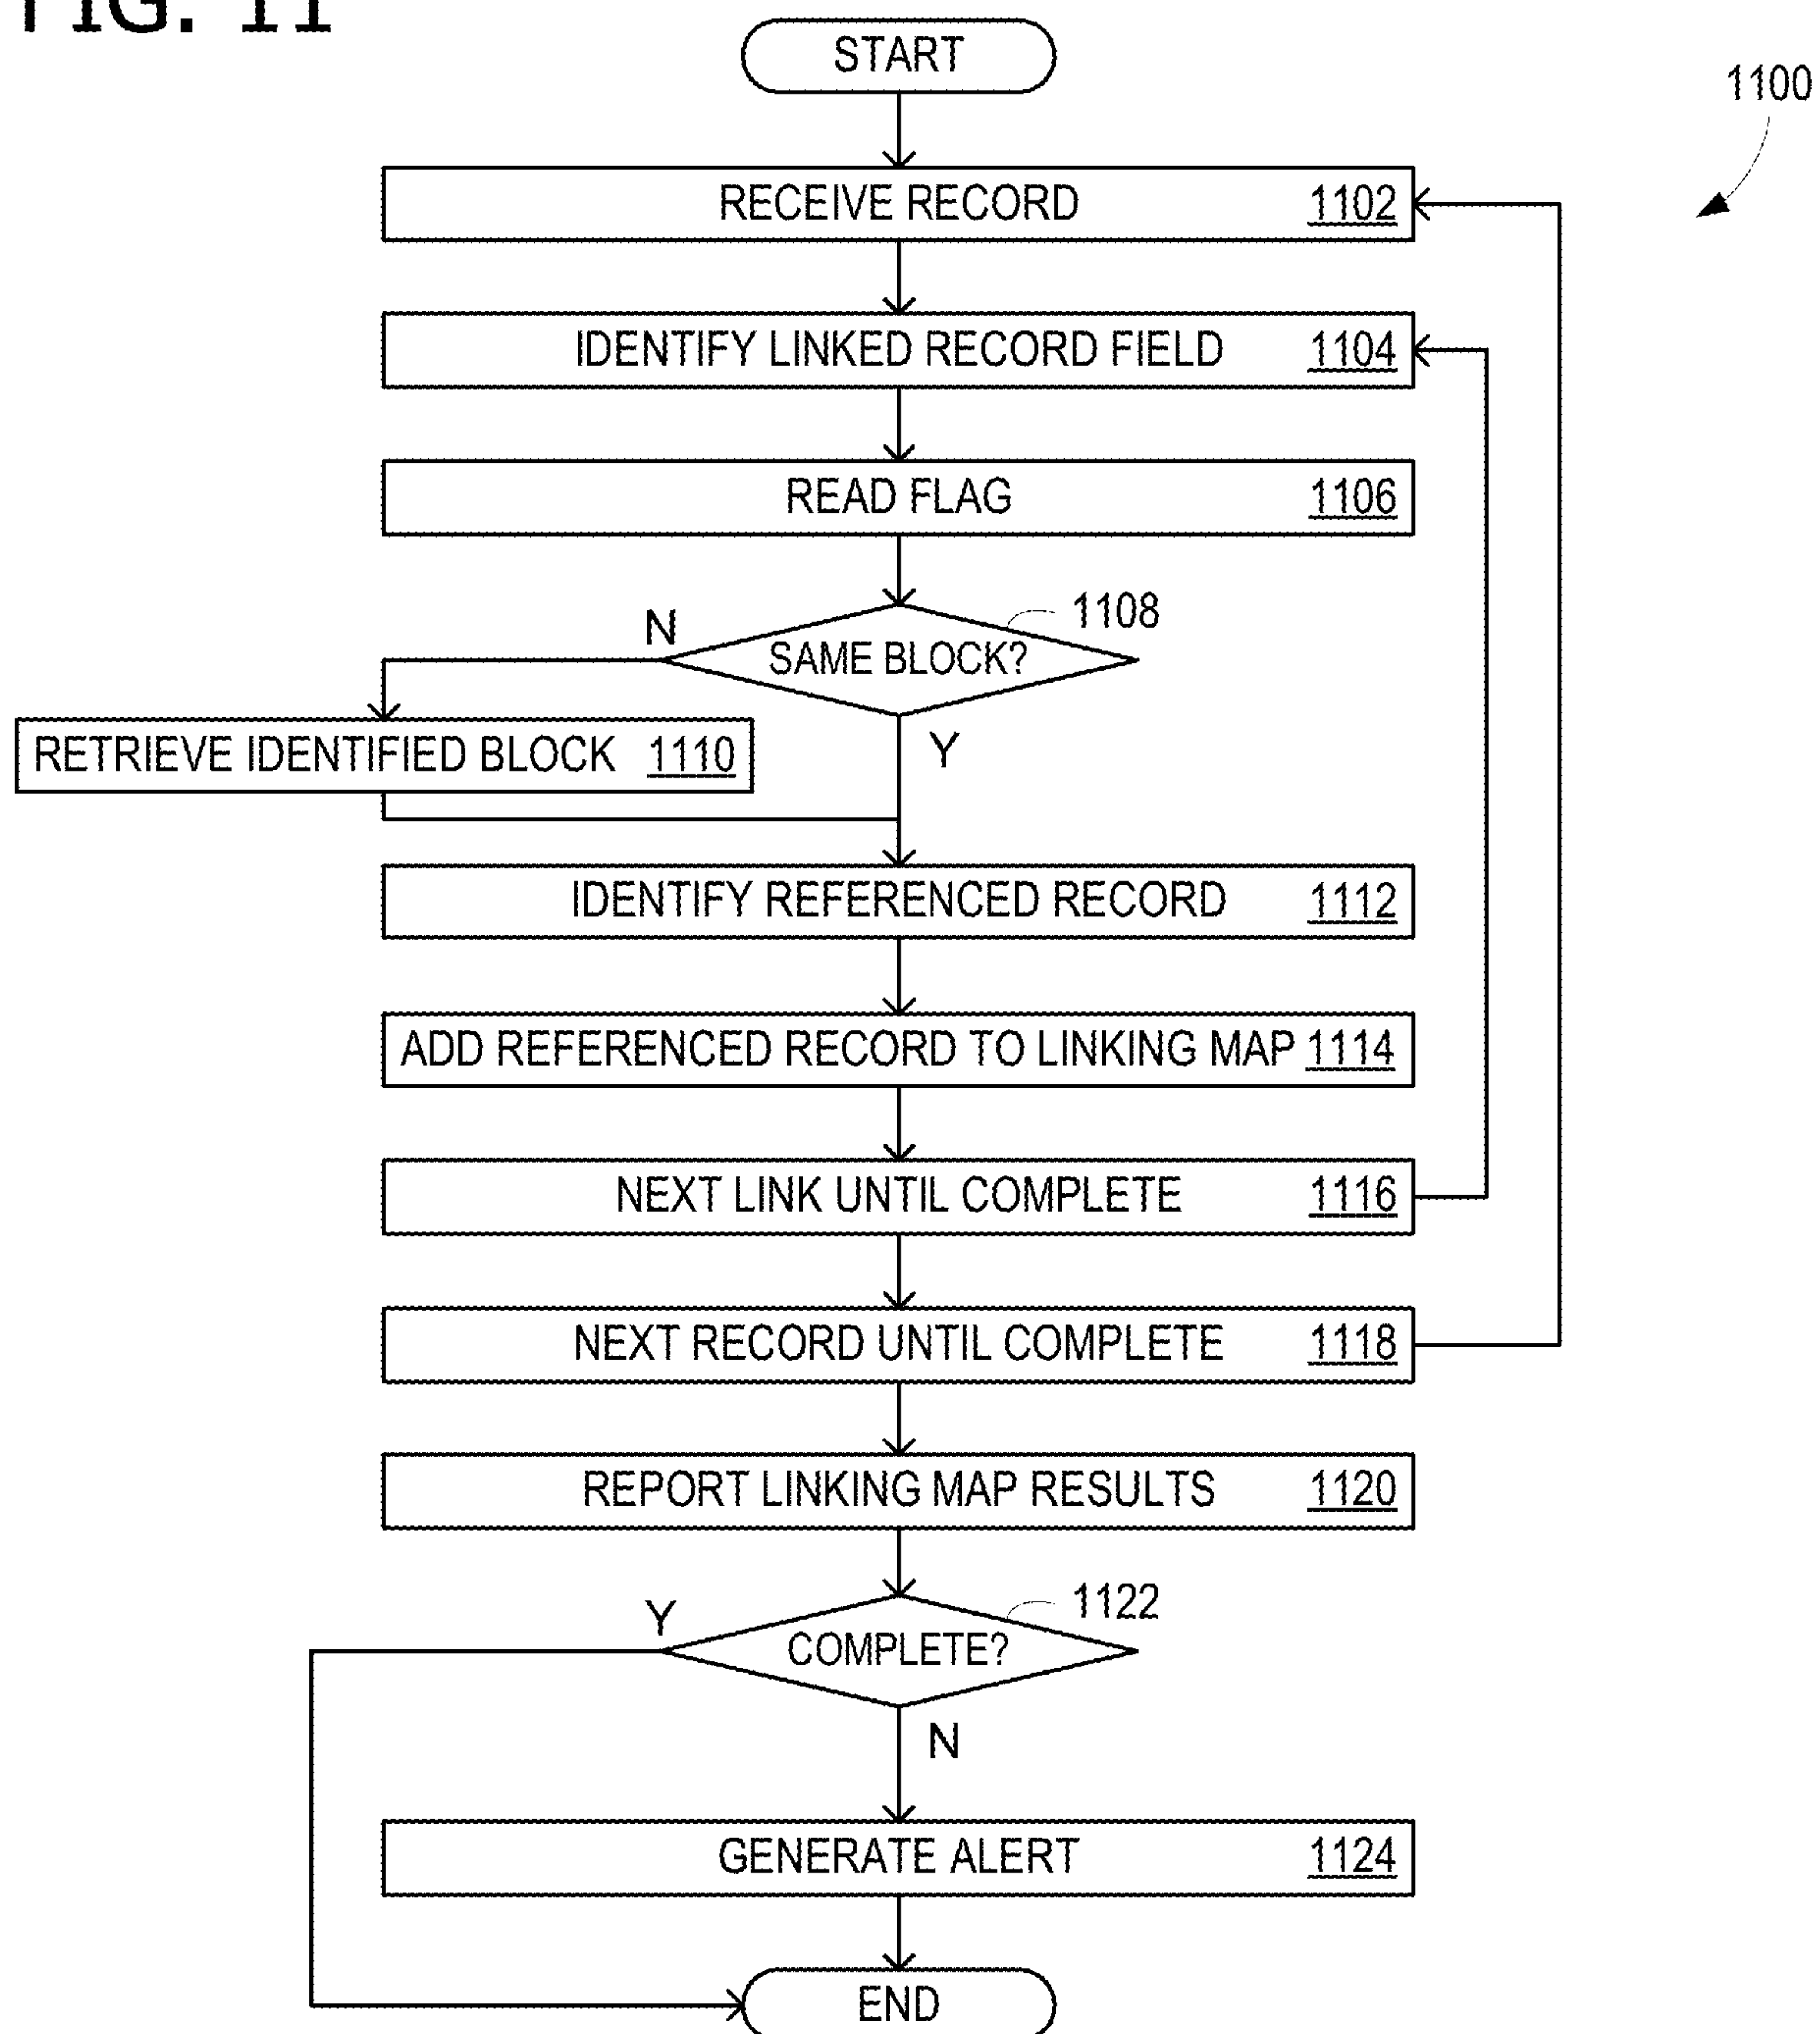 FIG. 11
START
1100
RECEIVE RECORD 1102
IDENTIFY LINKED RECORD FIELD 1104
READ FLAG 1106
1108
N
SAME BLOCK?
Y
RETRIEVE IDENTIFIED BLOCK 1110
IDENTIFY REFERENCED RECORD 1112
ADD REFERENCED RECORD TO LINKING MAP 1114
NEXT LINK UNTIL COMPLETE 1116
NEXT RECORD UNTIL COMPLETE 1118
REPORT LINKING MAP RESULTS 1120
1122
Y
COMPLETE?
N
GENERATE ALERT 1124
END